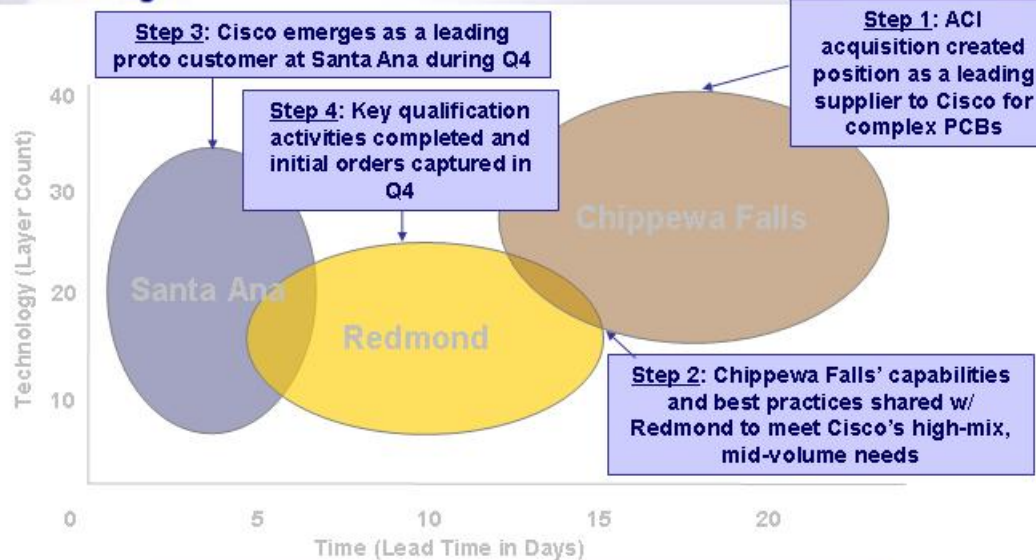 Step 3: Cisco emerges as a leading
proto customer at Santa Ana during Q4
Step 1: ACI
acquisition created
position as a leading
supplier to Cisco for
complex PCBs
Step 4: Key qualification
activities completed and
initial orders captured in
Q4
40
30
20
10
0
Technology (Layer Count)
Chippewa Falls
Santa Ana
Redmond
Step 2: Chippewa Falls' capabilities
and best practices shared w/
Redmond to meet Cisco's high-mix,
mid-volume needs
5
10
15
20
Time (Lead Time in Days)